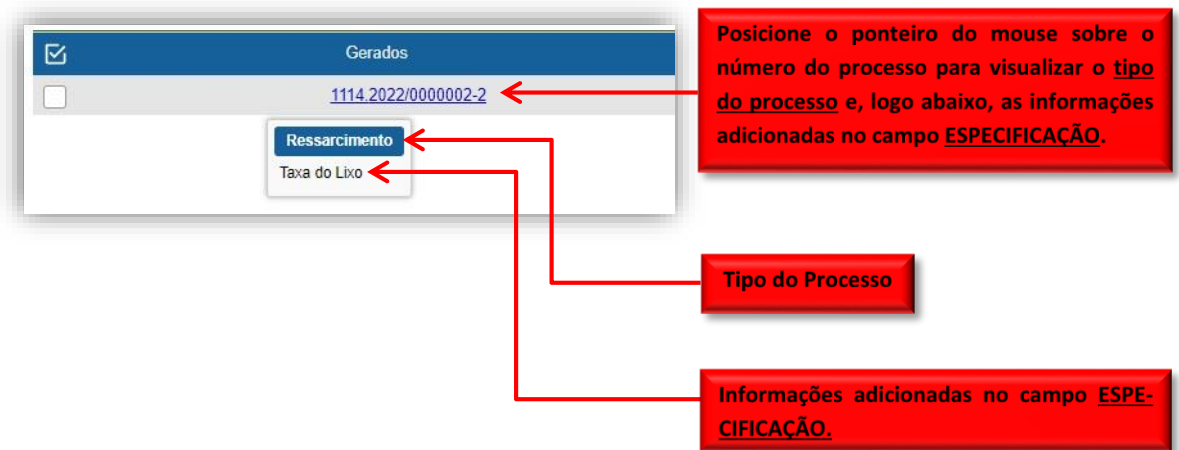 Gerados
1114.2022/0000002-2
Ressarcimento
Taxa do Lixo
Posicione o ponteiro do mouse sobre o
número do processo para visualizar o tipo
do processo e, logo abaixo, as informações
adicionadas no campo ESPECIFICAÇÃO.
Tipo do Processo
Informações adicionadas no campo ESPE-
CIFICAÇÃO.